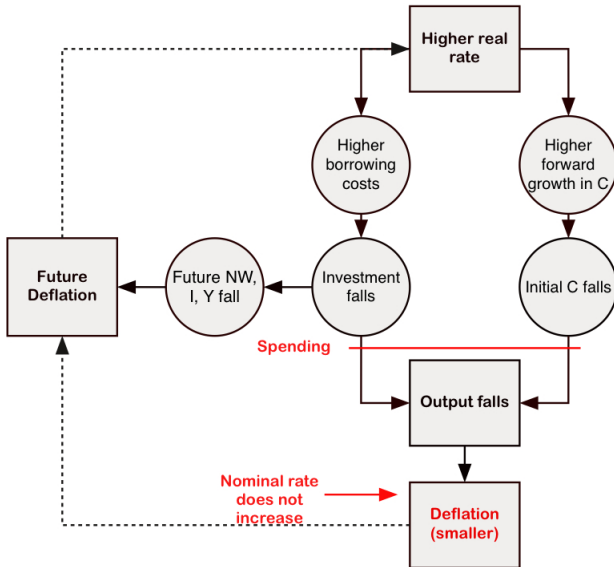 Higher real
rate
Higher
borrowing
costs
Higher
forward
growth in C
Future
Deflation
Future NW,
I, Y fall
Investment
falls
Initial C falls
Spending
Output falls
Nominal rate
does not
increase
Deflation
(smaller)